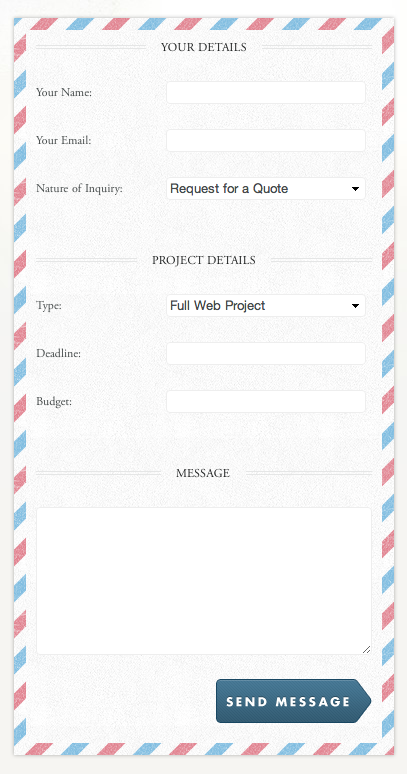 YOUR DETAILS
Your Name:
Your Email:
Nature of Inquiry: Request for a Quote
PROJECT DETAILS
Type: Full Web Project
Deadline:
Budget:
MESSAGE
SEND MESSAGE